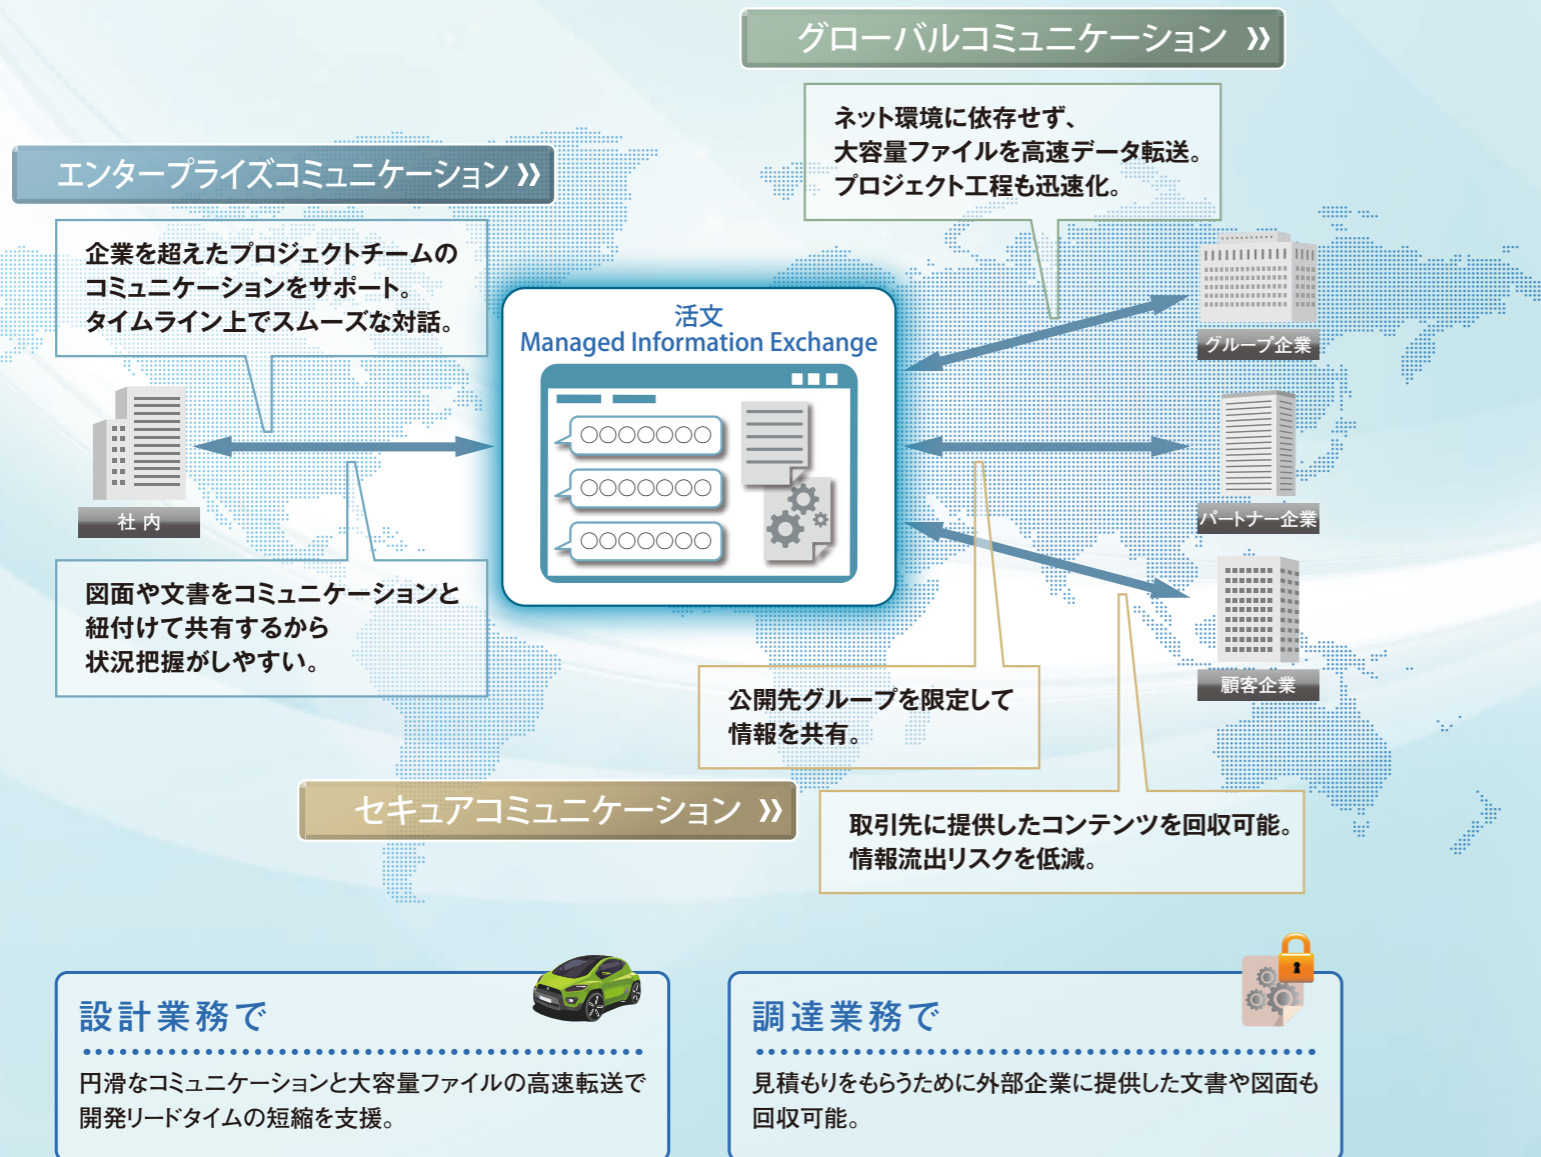 グローバルコミュニケーション »
ネット環境に依存せず、
大容量ファイルを高速データ転送。
プロジェクト工程も迅速化。
エンタープライズコミュニケーション »
企業を超えたプロジェクトチームの
コミュニケーションをサポート。
タイムライン上でスムーズな対話。
活文
Managed Information Exchange
○○○○○○○
○○○○○○○
○○○○○○○
社内
グループ企業
パートナー企業
顧客企業
図面や文書をコミュニケーションと
紐付けて共有するから
状況把握がしやすい。
公開先グループを限定して
情報を共有。
セキュアコミュニケーション »
取引先に提供したコンテンツを回収可能。
情報流出リスクを低減。
設計業務で
円滑なコミュニケーションと大容量ファイルの高速転送で
開発リードタイムの短縮を支援。
調達業務で
見積もりをもらうために外部企業に提供した文書や図面も
回収可能。